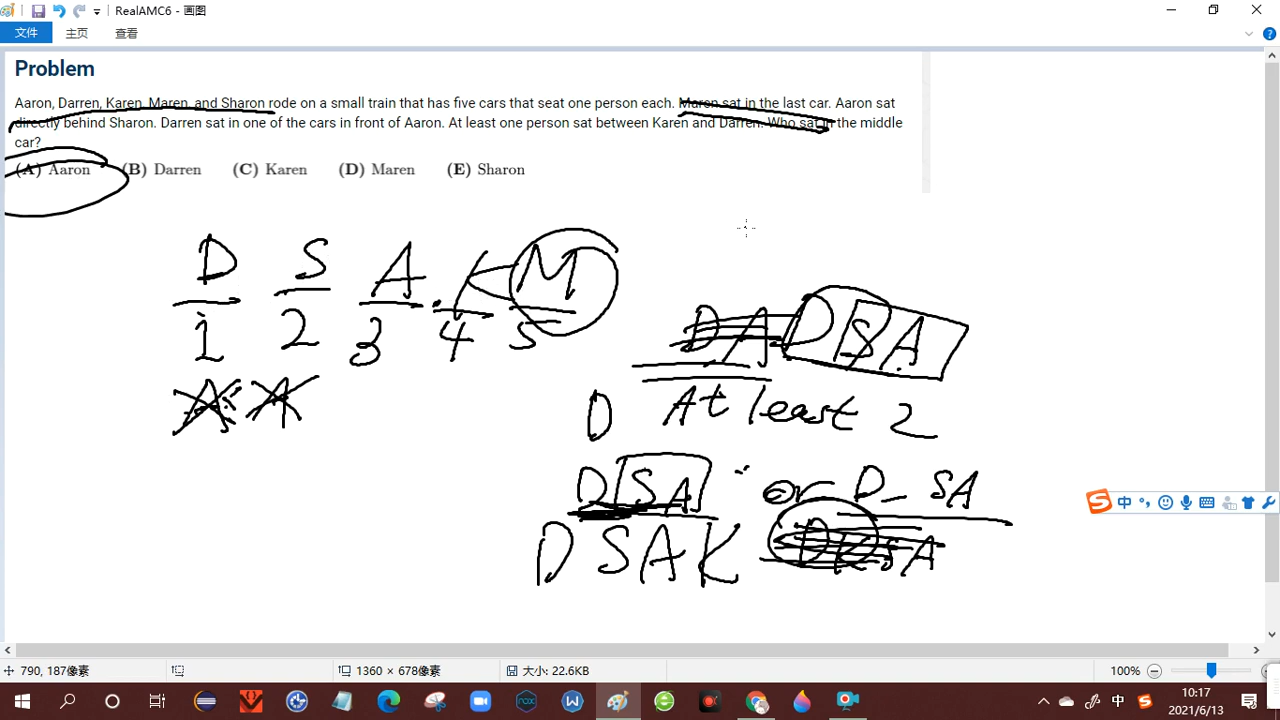 RealAMC6 - 画图
文件 主页 查看
Problem
Aaron, Darren, Karen, Maren, and Sharon rode on a small train that has five cars that seat one person each. Maren sat in the last car. Aaron sat
directly behind Sharon. Darren sat in one of the cars in front of Aaron. At least one person sat between Karen and Darren. Who sat in the middle
car?
(A) Aaron (B) Darren (C) Karen (D) Maren (E) Sharon
D S A K M
1 2 3 4 5
A A
D A D S A
D At least 2
D S A or D _ S A
D S A K D K S A
中
790, 187像素 1360 × 678像素 大小: 22.6KB 100%
中 10:17
2021/6/13